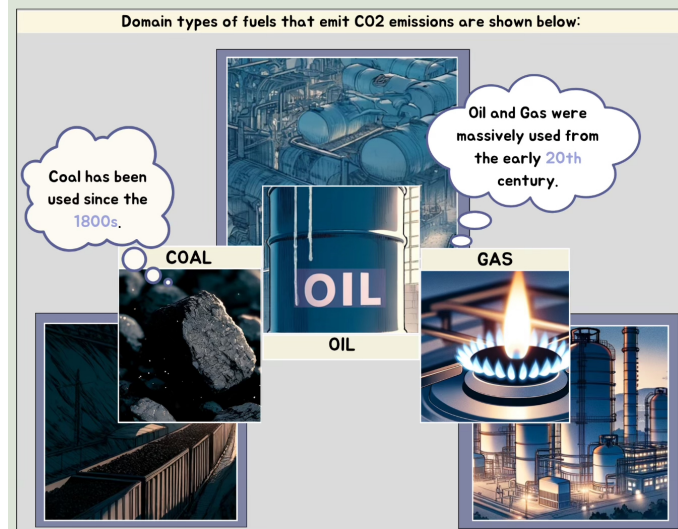 Domain types of fuels that emit CO2 emissions are shown below:
Oil and Gas were
massively used from
the early 20th
century.
Coal has been
used since the
1800s.
COAL
GAS
OIL
OIL